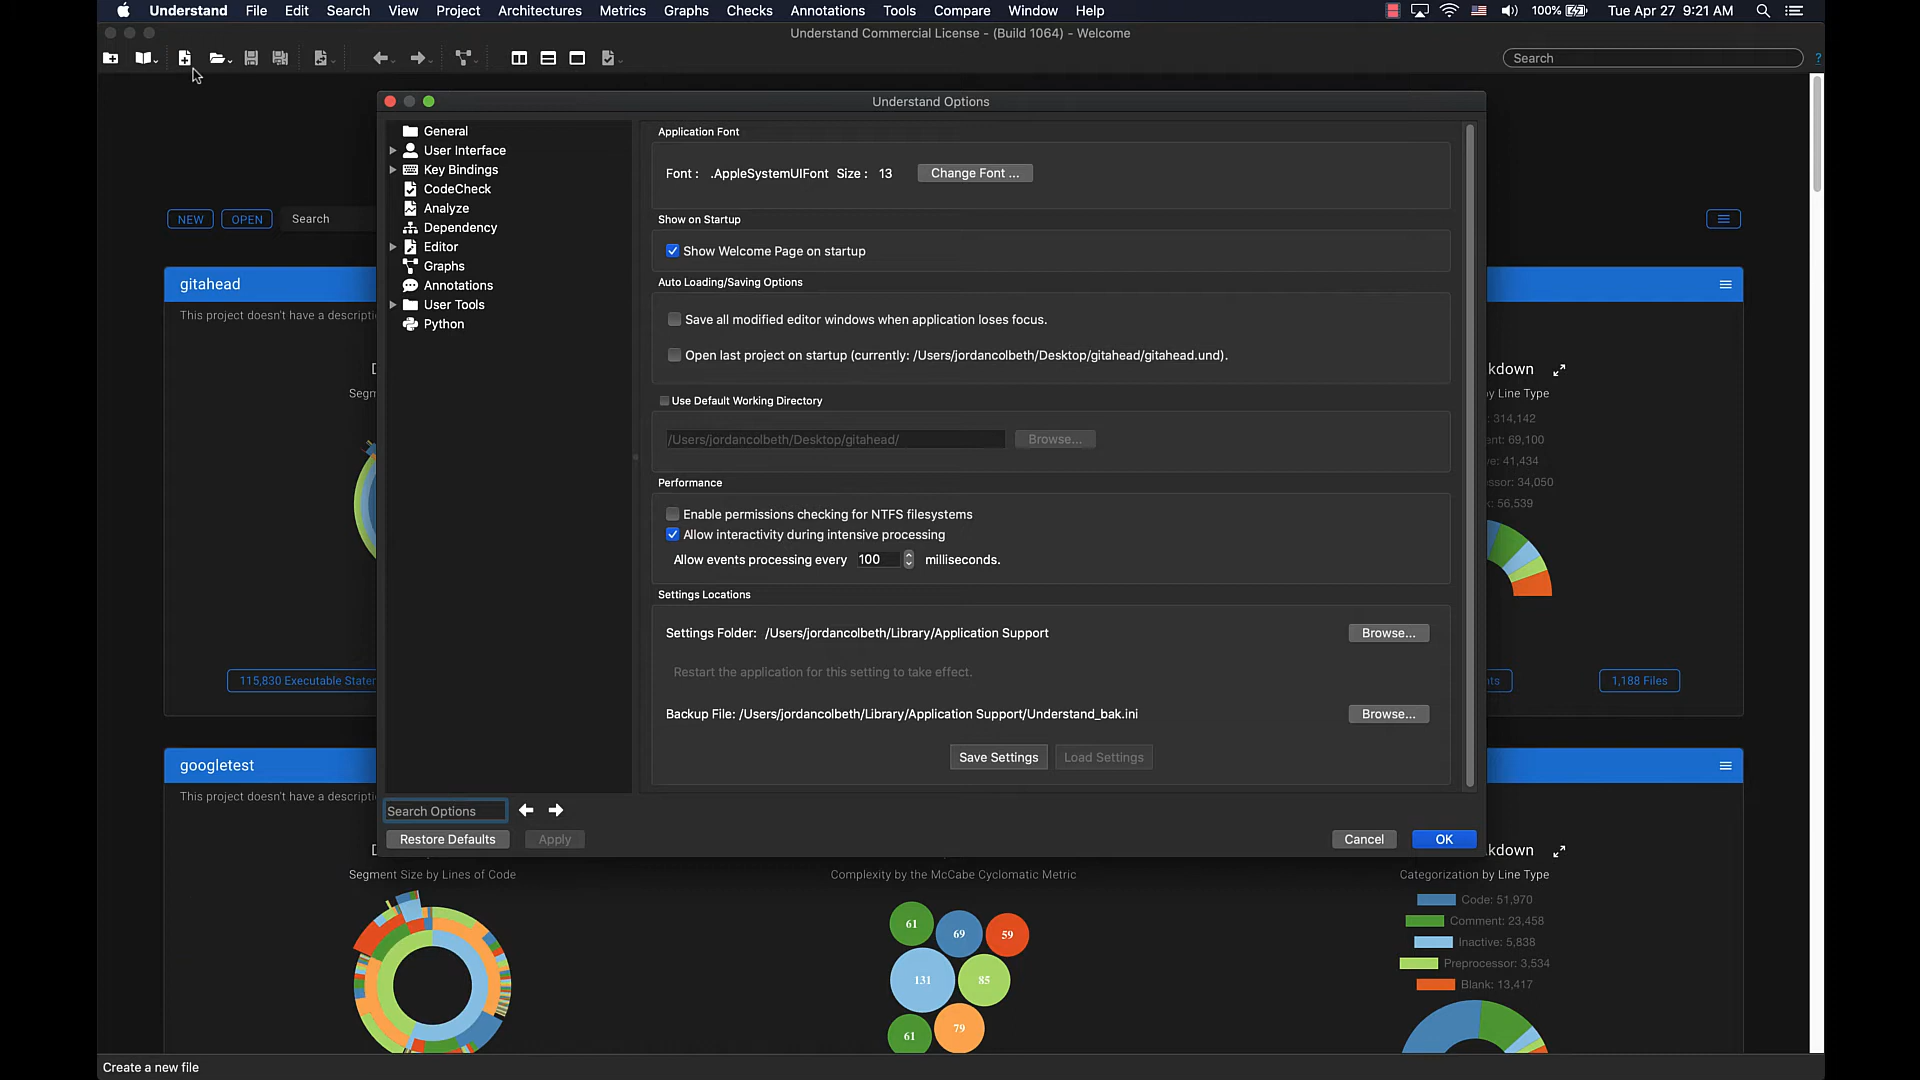 Understand File Edit Search View Project Architectures Metrics Graphs Checks Annotations Tools Compare Window Help 100% Tue Apr 27 9:21 AM
Understand Commercial License - (Build 1064) - Welcome
Search ?
Understand Options
General
User Interface
Key Bindings
CodeCheck
Analyze
Dependency
Editor
Graphs
Annotations
User Tools
Python
Application Font
Font : .AppleSystemUIFont Size : 13 Change Font ...
Show on Startup
Show Welcome Page on startup
Auto Loading/Saving Options
Save all modified editor windows when application loses focus.
Open last project on startup (currently: /Users/jordancolbeth/Desktop/gitahead/gitahead.und).
Use Default Working Directory
/Users/jordancolbeth/Desktop/gitahead/ Browse...
Performance
Enable permissions checking for NTFS filesystems
Allow interactivity during intensive processing
Allow events processing every 100 milliseconds.
Settings Locations
Settings Folder: /Users/jordancolbeth/Library/Application Support Browse...
Restart the application for this setting to take effect.
Backup File: /Users/jordancolbeth/Library/Application Support/Understand_bak.ini Browse...
Save Settings Load Settings
Search Options
Restore Defaults Apply Cancel OK
NEW OPEN Search
gitahead
This project doesn't have a descripti
D
Segm
kdown
y Line Type
: 314,142
ent: 69,100
ve: 41,434
ssor: 34,050
k: 56,539
115,830 Executable Stater
nts 1,188 Files
googletest
This project doesn't have a descripti
D
kdown
Segment Size by Lines of Code
Complexity by the McCabe Cyclomatic Metric
Categorization by Line Type
61 69 59
131 85
61 79
Code: 51,970
Comment: 23,458
Inactive: 5,838
Preprocessor: 3,534
Blank: 13,417
Create a new file